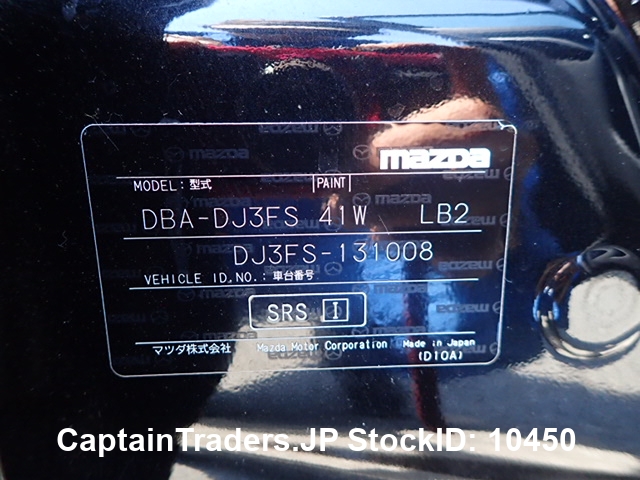 mazda
MODEL:型式 PAINT
DBA-DJ3FS 41W LB2
DJ3FS-131008
VEHICLE ID.NO.:車台番号
SRS I
マツダ株式会社 Mazda Motor Corporation Made in Japan
(D10A)
CaptainTraders.JP StockID: 10450